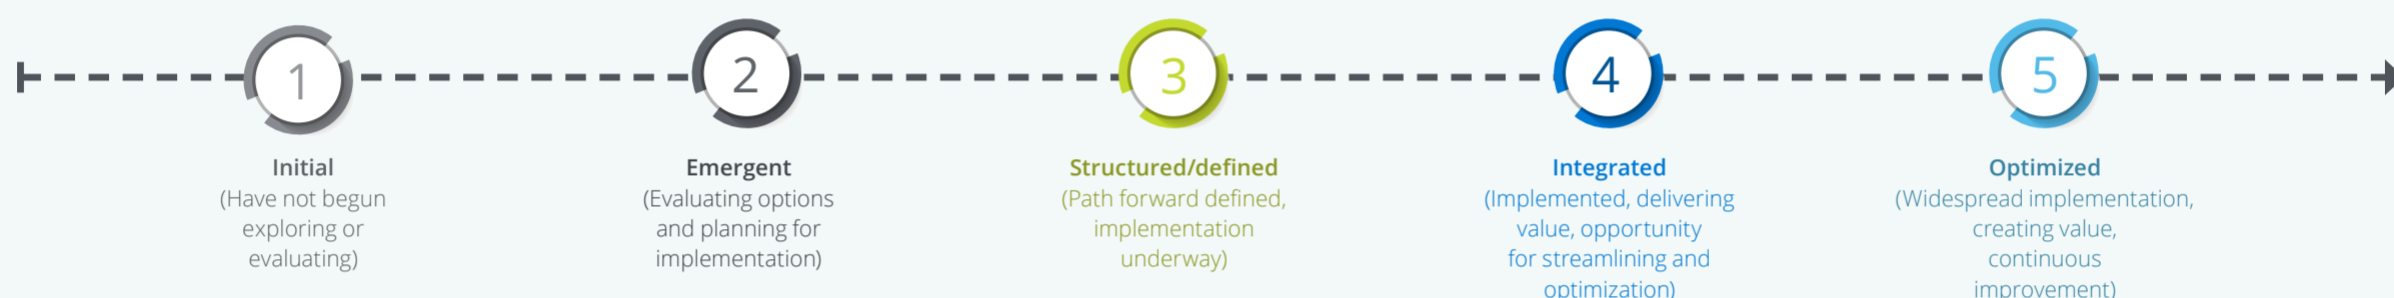 1
Initial
(Have not begun
exploring or
evaluating)
2
Emergent
(Evaluating options
and planning for
implementation)
3
Structured/defined
(Path forward defined,
implementation
underway)
4
Integrated
(Implemented, delivering
value, opportunity
for streamlining and
optimization)
5
Optimized
(Widespread implementation,
creating value,
continuous
improvement)